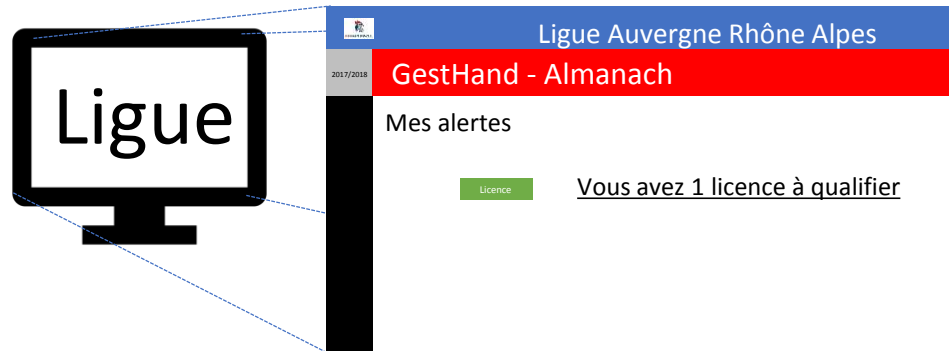 Ligue
Ligue Auvergne Rhône Alpes
2017/2018
GestHand - Almanach
Mes alertes
Licence
Vous avez 1 licence à qualifier